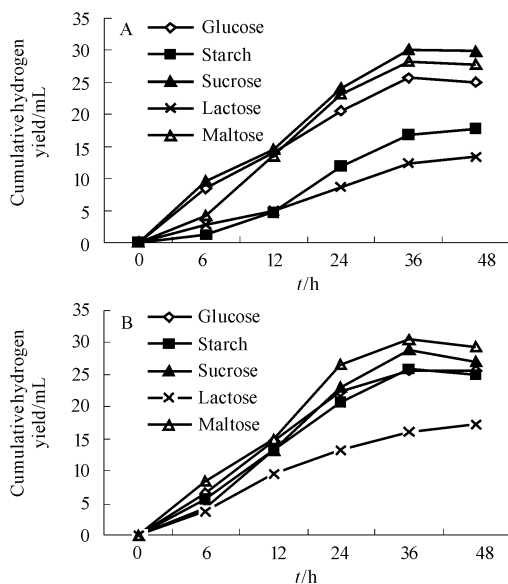 A
Glucose
Starch
Sucrose
Lactose
Maltose
Cumulative hydrogen
yield/mL
35
30
25
20
15
10
5
0
0 6 12 24 36 48
t/h
B
Glucose
Starch
Sucrose
Lactose
Maltose
Cumulative hydrogen
yield/mL
35
30
25
20
15
10
5
0
0 6 12 24 36 48
t/h